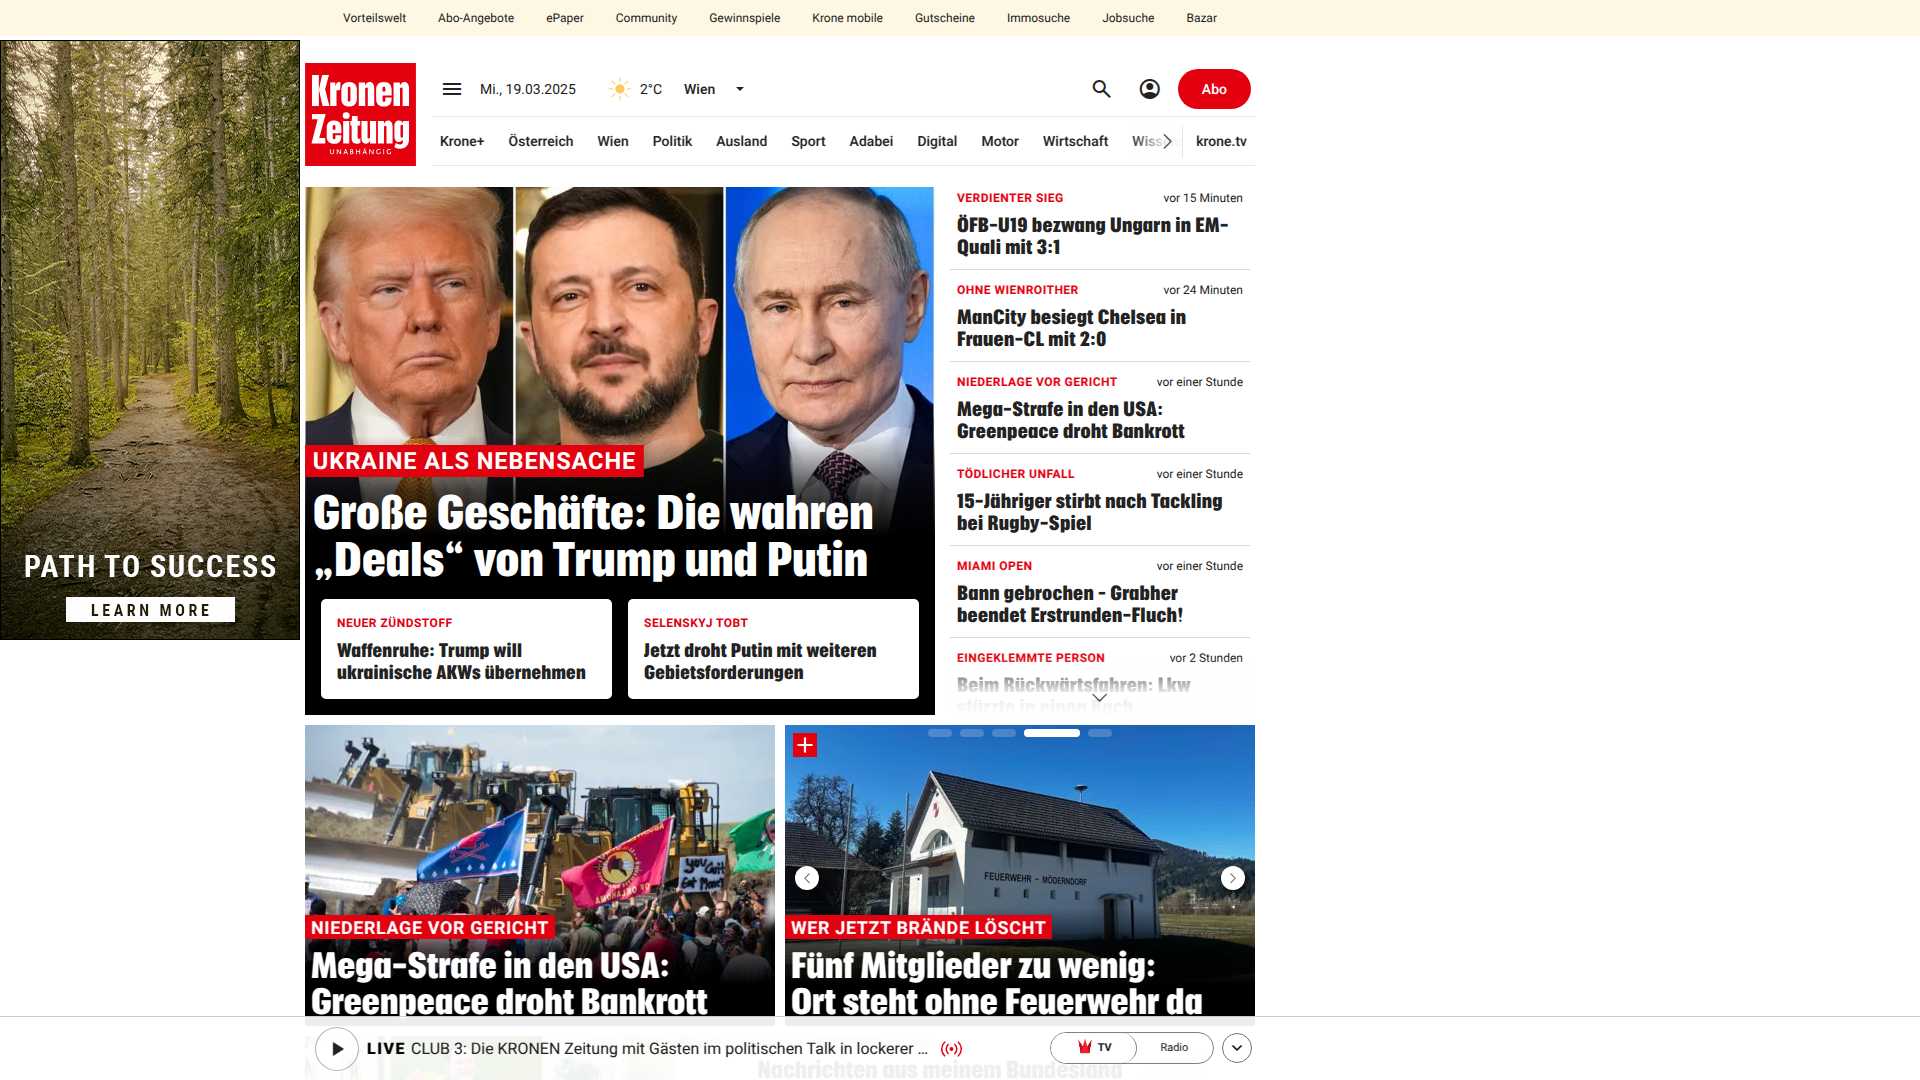 Vorteilswelt Abo-Angebote ePaper Community Gewinnspiele Krone mobile Gutscheine Immosuche Jobsuche Bazar
Kronen
Zeitung
UNABHÄNGIG
Mi., 19.03.2025 2°C Wien
Abo
Krone+ Österreich Wien Politik Ausland Sport Adabei Digital Motor Wirtschaft Wiss krone.tv
PATH TO SUCCESS
LEARN MORE
UKRAINE ALS NEBENSACHE
Große Geschäfte: Die wahren
„Deals“ von Trump und Putin
NEUER ZÜNDSTOFF
Waffenruhe: Trump will
ukrainische AKWs übernehmen
SELENSKYJ TOBT
Jetzt droht Putin mit weiteren
Gebietsforderungen
VERDIENTER SIEG vor 15 Minuten
ÖFB-U19 bezwang Ungarn in EM-
Quali mit 3:1
OHNE WIENROITHER vor 24 Minuten
ManCity besiegt Chelsea in
Frauen-CL mit 2:0
NIEDERLAGE VOR GERICHT vor einer Stunde
Mega-Strafe in den USA:
Greenpeace droht Bankrott
TÖDLICHER UNFALL vor einer Stunde
15-Jähriger stirbt nach Tackling
bei Rugby-Spiel
MIAMI OPEN vor einer Stunde
Bann gebrochen - Grabher
beendet Erstrunden-Fluch!
EINGEKLEMMTE PERSON vor 2 Stunden
Beim Rückwärtsfahren: Lkw
stürzte in einen Bach
you Can't
Eat Money
NIEDERLAGE VOR GERICHT
Mega-Strafe in den USA:
Greenpeace droht Bankrott
FEUERWEHR - MÖDERNDORF
WER JETZT BRÄNDE LÖSCHT
Fünf Mitglieder zu wenig:
Ort steht ohne Feuerwehr da
LIVE CLUB 3: Die KRONEN Zeitung mit Gästen im politischen Talk in lockerer ...
TV Radio
Nachrichten aus meinem Bundesland